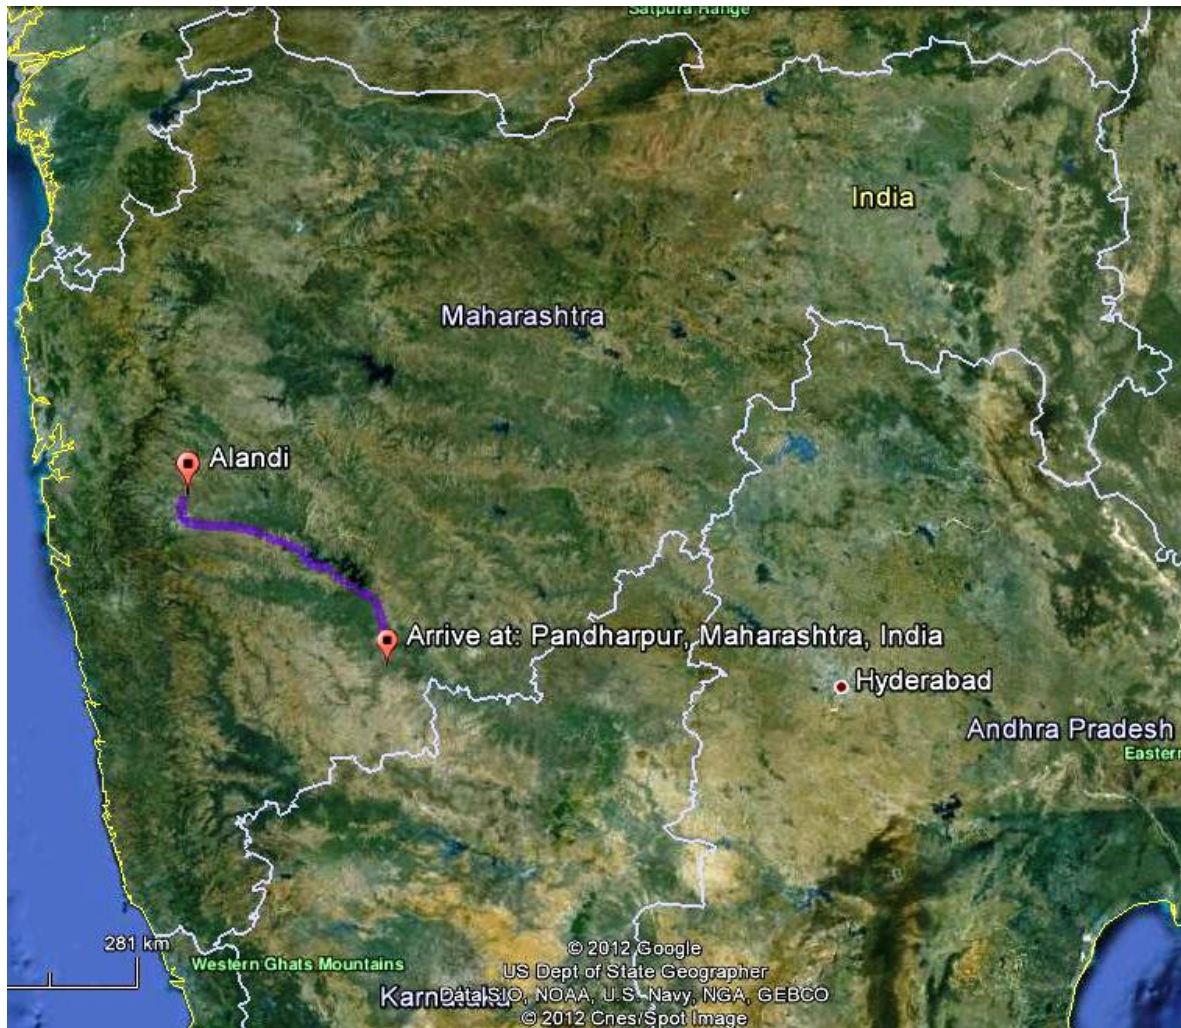 Satpura Range
India
Maharashtra
Alandi
Arrive at: Pandharpur, Maharashtra, India
Hyderabad
Andhra Pradesh
Eastern
281 km
Western Ghats Mountains
© 2012 Google
US Dept of State Geographer
Karnataka
Data SIO, NOAA, U.S. Navy, NGA, GEBCO
© 2012 Cnes/Spot Image